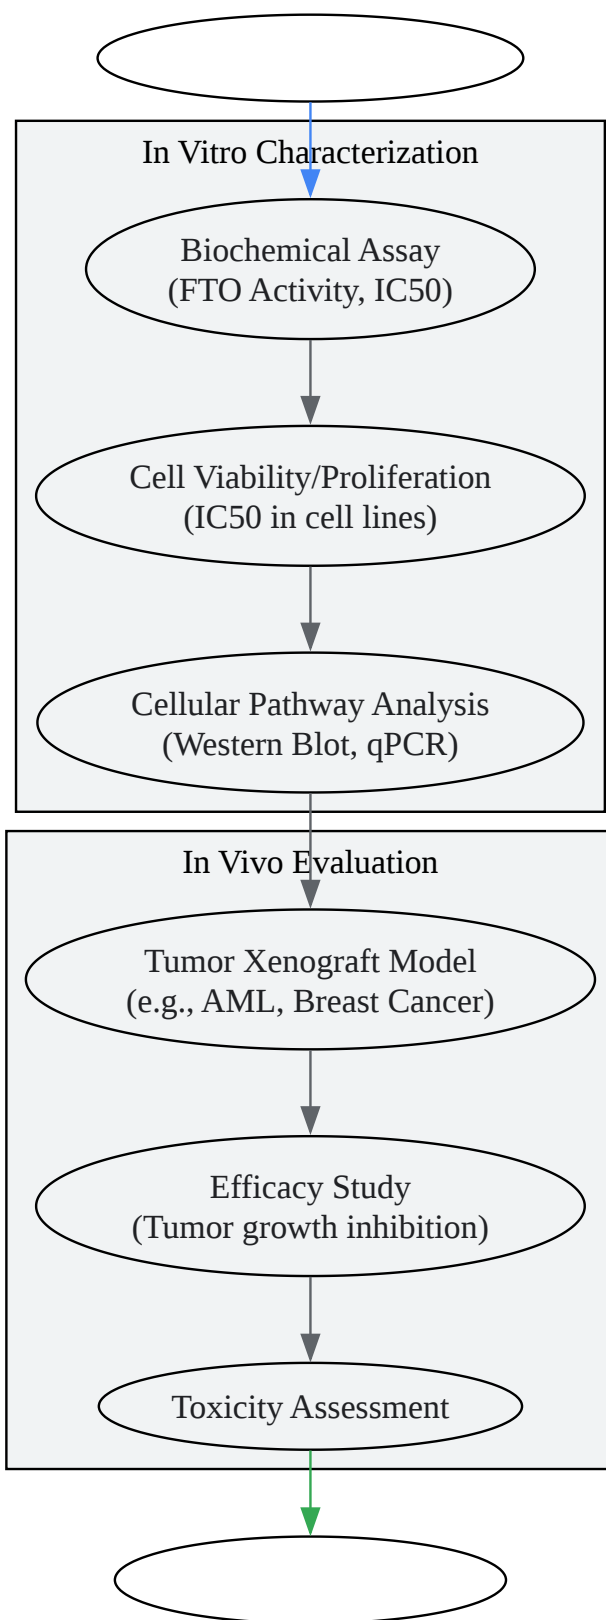 In Vitro Characterization
Biochemical Assay
(FTO Activity, IC50)
Cell Viability/Proliferation
(IC50 in cell lines)
Cellular Pathway Analysis
(Western Blot, qPCR)
In Vivo Evaluation
Tumor Xenograft Model
(e.g., AML, Breast Cancer)
Efficacy Study
(Tumor growth inhibition)
Toxicity Assessment